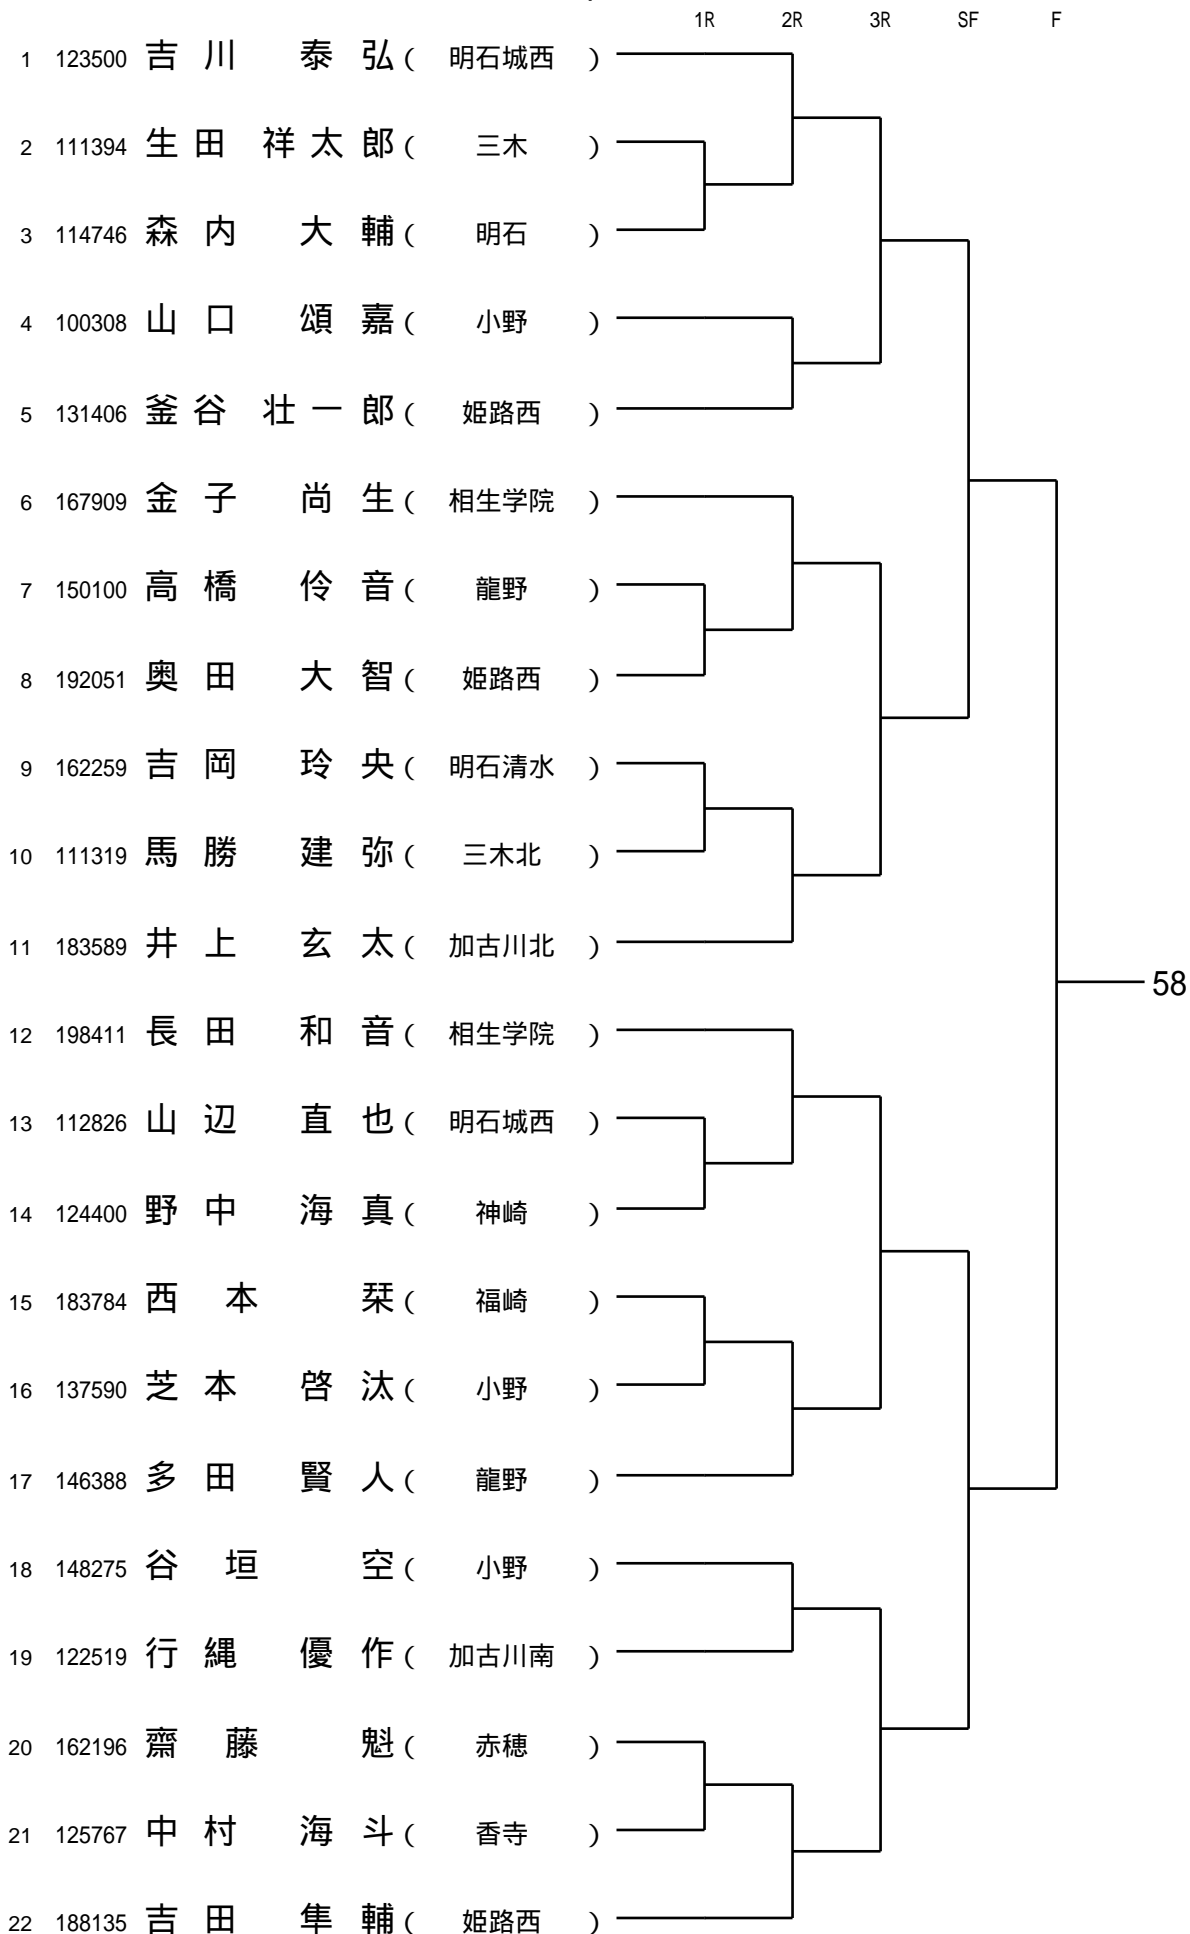 1R 2R 3R SF F
1 123500 吉川 泰弘 ( 明石城西 )
2 111394 生田 祥太郎 ( 三木 )
3 114746 森内 大輔 ( 明石 )
4 100308 山口 頌嘉 ( 小野 )
5 131406 釜谷 壮一郎 ( 姫路西 )
6 167909 金子 尚生 ( 相生学院 )
7 150100 高橋 伶音 ( 龍野 )
8 192051 奥田 大智 ( 姫路西 )
9 162259 吉岡 玲央 ( 明石清水 )
10 111319 馬勝 建弥 ( 三木北 )
11 183589 井上 玄太 ( 加古川北 )
58
12 198411 長田 和音 ( 相生学院 )
13 112826 山辺 直也 ( 明石城西 )
14 124400 野中 海真 ( 神崎 )
15 183784 西本 栞 ( 福崎 )
16 137590 芝本 啓汰 ( 小野 )
17 146388 多田 賢人 ( 龍野 )
18 148275 谷垣 空 ( 小野 )
19 122519 行縄 優作 ( 加古川南 )
20 162196 齋藤 魁 ( 赤穂 )
21 125767 中村 海斗 ( 香寺 )
22 188135 吉田 隼輔 ( 姫路西 )